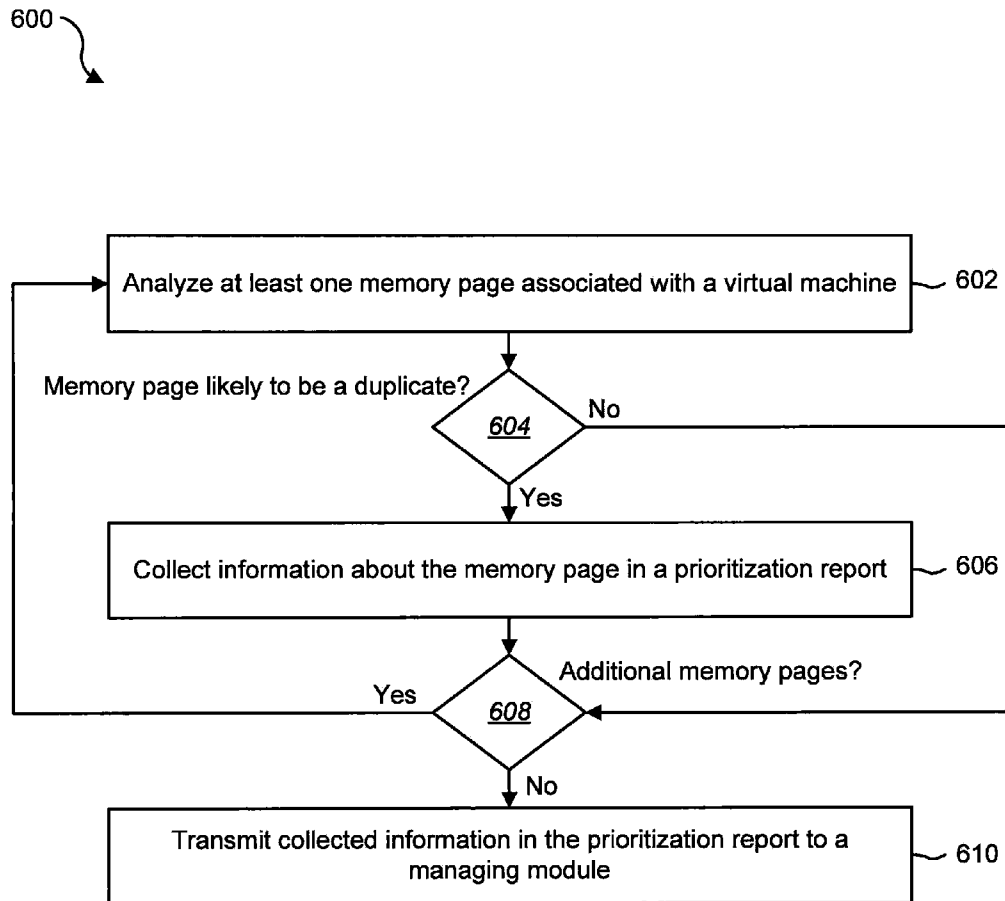 600
Analyze at least one memory page associated with a virtual machine
602
Memory page likely to be a duplicate?
604
No
Yes
Collect information about the memory page in a prioritization report
606
Additional memory pages?
Yes
608
No
Transmit collected information in the prioritization report to a
managing module
610